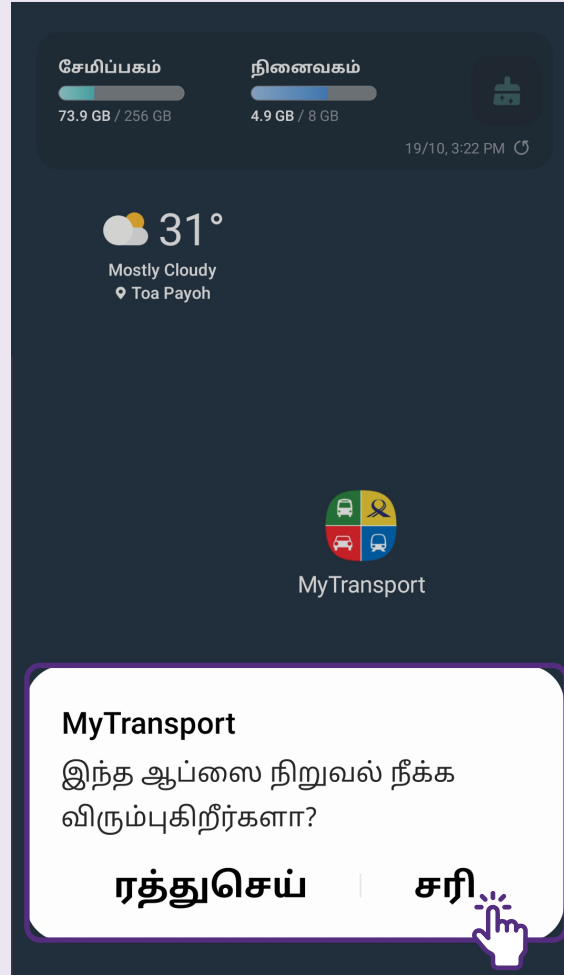 சேமிப்பகம் நினைவகம்
73.9 GB / 256 GB 4.9 GB / 8 GB
19/10, 3:22 PM
31°
Mostly Cloudy
Toa Payoh
MyTransport
MyTransport
இந்த ஆப்ஸை நிறுவல் நீக்க
விரும்புகிறீர்களா?
ரத்துசெய் சரி